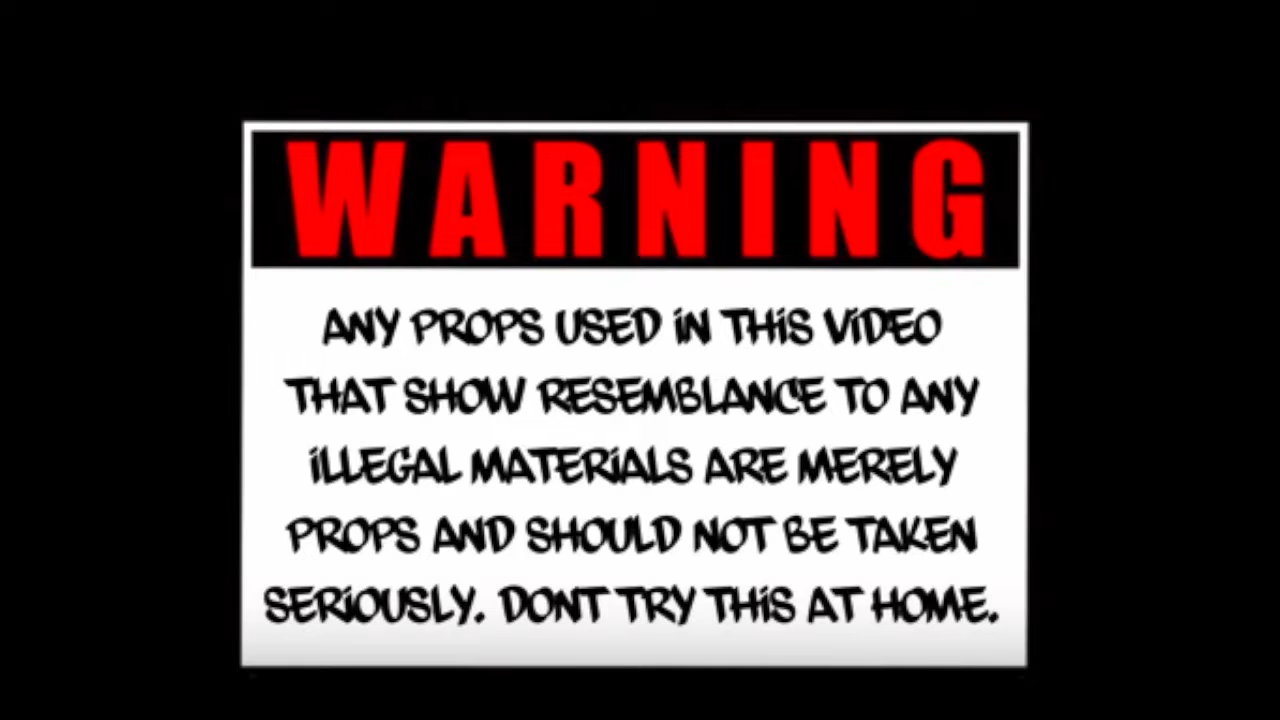 WARNING
ANY PROPS USED iN THiS ViDEO
THAT SHOW RESEMBLANCE TO ANY
iLLEGAL MATERiALS ARE MERELY
PROPS AND SHOULD NOT BE TAKEN
SERiOUSLY. DONT TRY THiS AT HOME.